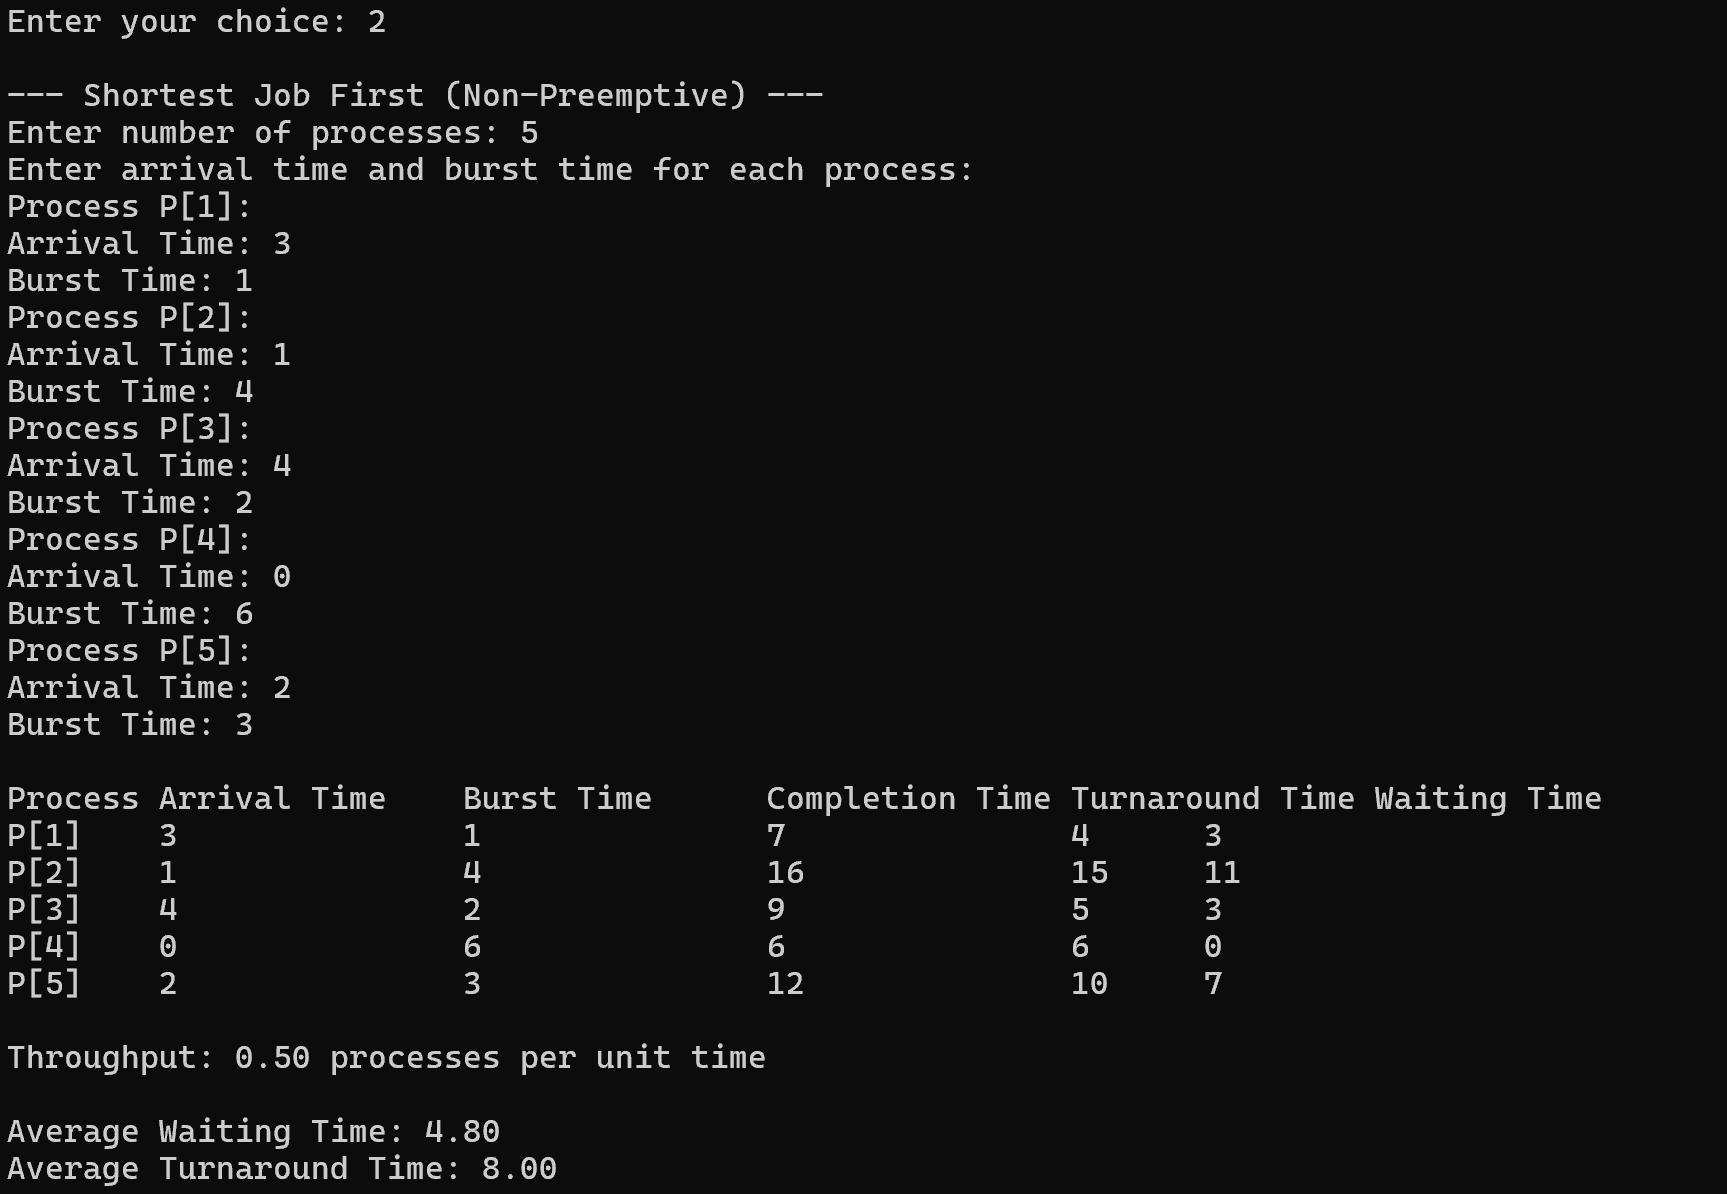 Enter your choice: 2
--- Shortest Job First (Non-Preemptive) ---
Enter number of processes: 5
Enter arrival time and burst time for each process:
Process P[1]:
Arrival Time: 3
Burst Time: 1
Process P[2]:
Arrival Time: 1
Burst Time: 4
Process P[3]:
Arrival Time: 4
Burst Time: 2
Process P[4]:
Arrival Time: 0
Burst Time: 6
Process P[5]:
Arrival Time: 2
Burst Time: 3
Process Arrival Time Burst Time Completion Time Turnaround Time Waiting Time
P[1] 3 1 7 4 3
P[2] 1 4 16 15 11
P[3] 4 2 9 5 3
P[4] 0 6 6 6 0
P[5] 2 3 12 10 7
Throughput: 0.50 processes per unit time
Average Waiting Time: 4.80
Average Turnaround Time: 8.00